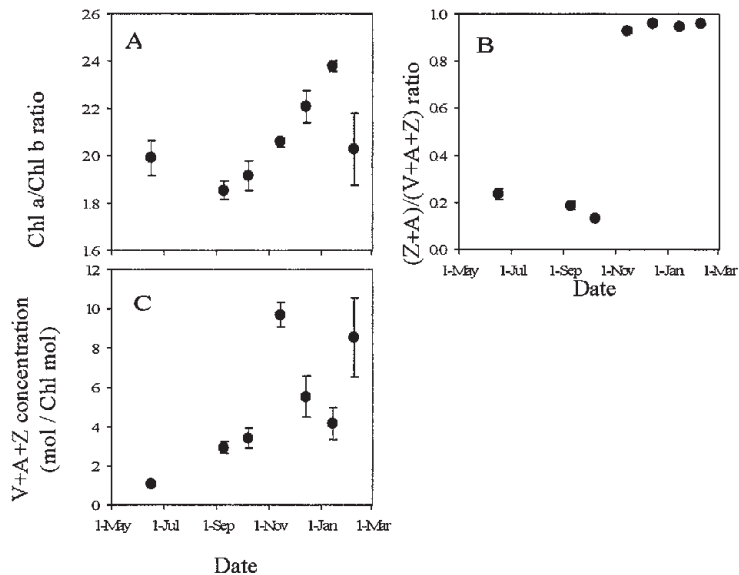 A
Chl a/Chl b ratio
26
24
22
20
18
16
B
(Z+A)/(V+A+Z) ratio
1.0
0.8
0.6
0.4
0.2
0.0
1-May 1-Jul 1-Sep 1-Nov 1-Jan 1-Mar
Date
C
V+A+Z concentration
(mol / Chl mol)
12
10
8
6
4
2
0
1-May 1-Jul 1-Sep 1-Nov 1-Jan 1-Mar
Date